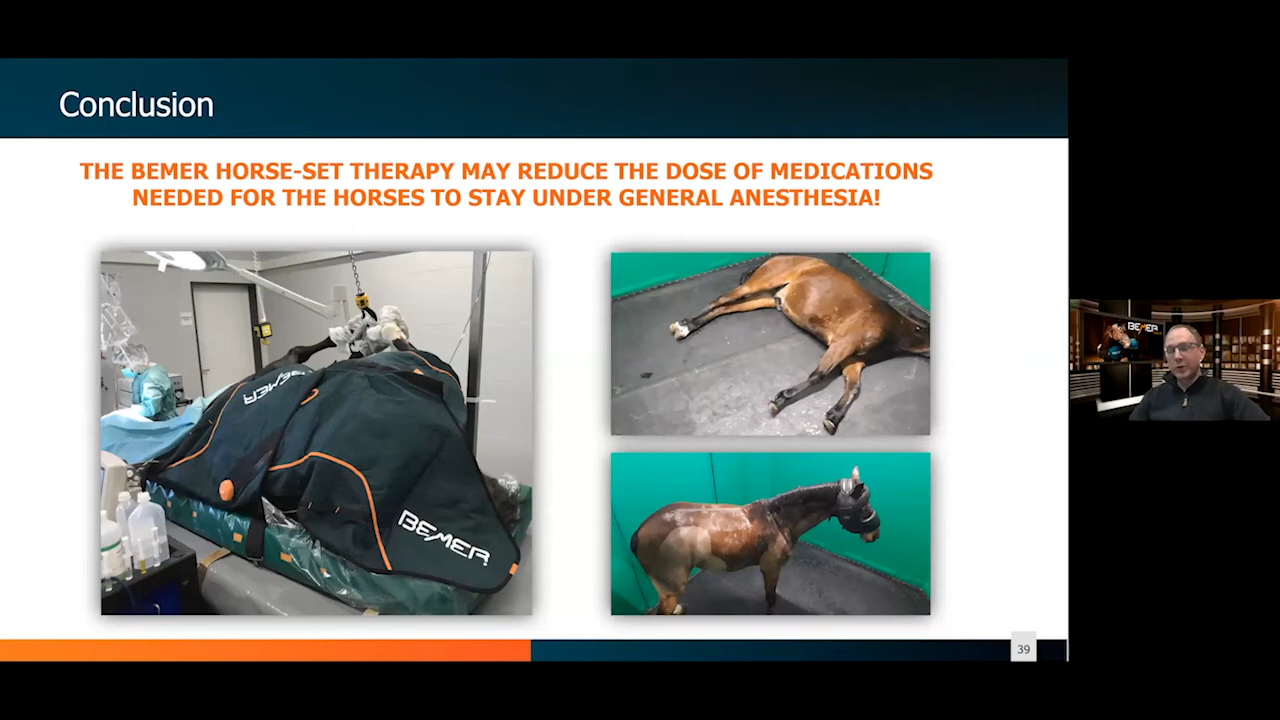 Conclusion
THE BEMER HORSE-SET THERAPY MAY REDUCE THE DOSE OF MEDICATIONS
NEEDED FOR THE HORSES TO STAY UNDER GENERAL ANESTHESIA!
BEMER
BEMER
BEMER
39